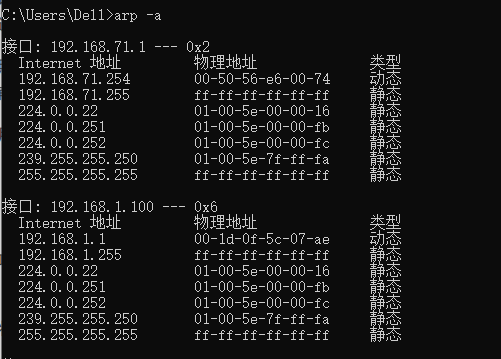 C:\Users\Dell>arp -a
接口: 192.168.71.1 --- 0x2
Internet 地址 物理地址 类型
192.168.71.254 00-50-56-e6-00-74 动态
192.168.71.255 ff-ff-ff-ff-ff-ff 静态
224.0.0.22 01-00-5e-00-00-16 静态
224.0.0.251 01-00-5e-00-00-fb 静态
224.0.0.252 01-00-5e-00-00-fc 静态
239.255.255.250 01-00-5e-7f-ff-fa 静态
255.255.255.255 ff-ff-ff-ff-ff-ff 静态
接口: 192.168.1.100 --- 0x6
Internet 地址 物理地址 类型
192.168.1.1 00-1d-0f-5c-07-ae 动态
192.168.1.255 ff-ff-ff-ff-ff-ff 静态
224.0.0.22 01-00-5e-00-00-16 静态
224.0.0.251 01-00-5e-00-00-fb 静态
224.0.0.252 01-00-5e-00-00-fc 静态
239.255.255.250 01-00-5e-7f-ff-fa 静态
255.255.255.255 ff-ff-ff-ff-ff-ff 静态